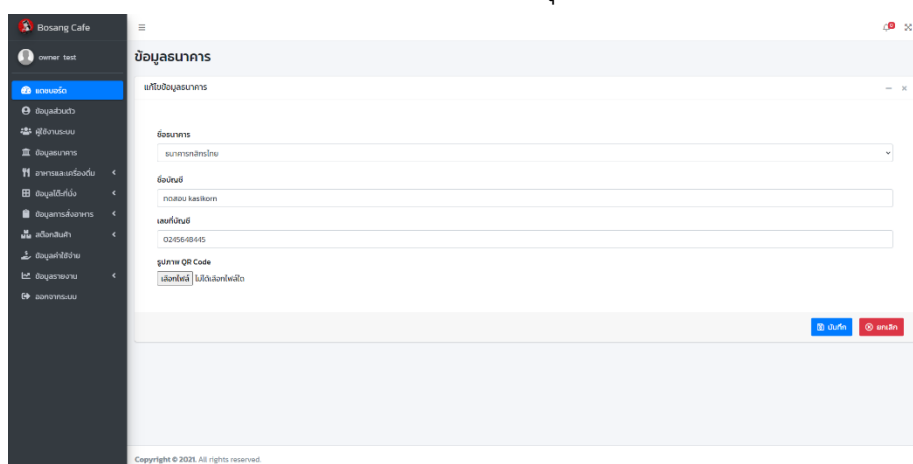 Bosang Cafe
owner test
แดชบอร์ด
ข้อมูลส่วนตัว
ผู้ใช้งานระบบ
ข้อมูลธนาคาร
อาหารและเครื่องดื่ม
ข้อมูลโต๊ะที่นั่ง
ข้อมูลการสั่งอาหาร
สต๊อกสินค้า
ข้อมูลค่าใช้จ่าย
ข้อมูลรายงาน
ออกจากระบบ
ข้อมูลธนาคาร
แก้ไขข้อมูลธนาคาร
ชื่อธนาคาร
ธนาคารกสิกรไทย
ชื่อบัญชี
ทดสอบ kasikorn
เลขที่บัญชี
0245648445
รูปภาพ QR Code
เลือกไฟล์ ไม่ได้เลือกไฟล์ใด
บันทึก ยกเลิก
Copyright © 2021. All rights reserved.